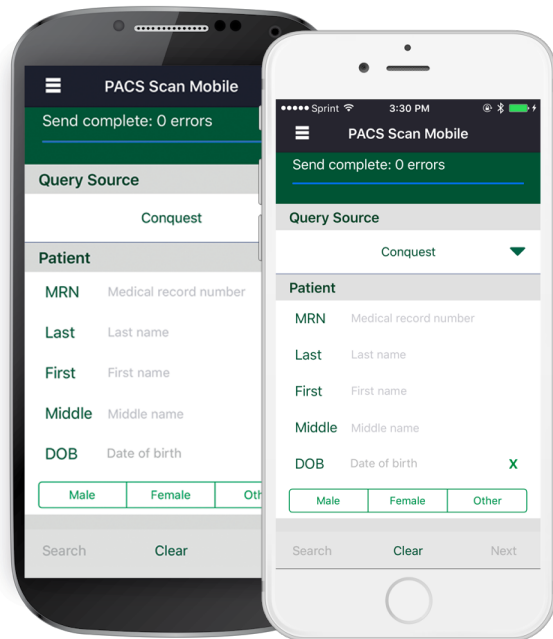 PACS Scan Mobile
Send complete: 0 errors
Query Source
Conquest
Patient
MRN Medical record number
Last Last name
First First name
Middle Middle name
DOB Date of birth
Male Female Oth
Search Clear
Sprint 3:30 PM
PACS Scan Mobile
Send complete: 0 errors
Query Source
Conquest
Patient
MRN Medical record number
Last Last name
First First name
Middle Middle name
DOB Date of birth X
Male Female Other
Search Clear Next